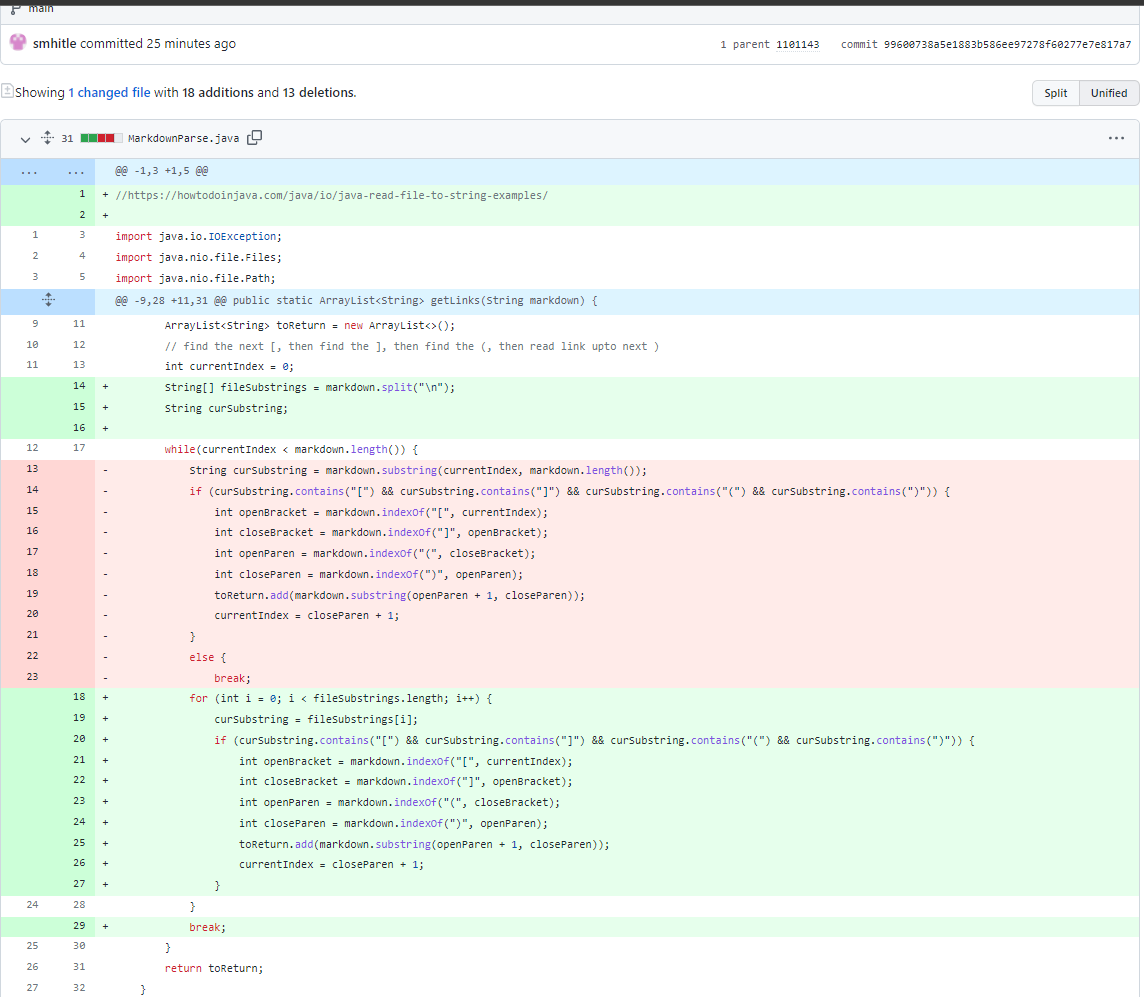 main
smhitle committed 25 minutes ago 1 parent 1101143 commit 99600738a5e1883b586ee97278f60277e7e817a7
Showing 1 changed file with 18 additions and 13 deletions. Split Unified
31 MarkdownParse.java
... ... @@ -1,3 +1,5 @@
1 + //https://howtodoinjava.com/java/io/java-read-file-to-string-examples/
2 +
1 3 import java.io.IOException;
2 4 import java.nio.file.Files;
3 5 import java.nio.file.Path;
@@ -9,28 +11,31 @@ public static ArrayList<String> getLinks(String markdown) {
9 11 ArrayList<String> toReturn = new ArrayList<>();
10 12 // find the next [, then find the ], then find the (, then read link upto next )
11 13 int currentIndex = 0;
14 + String[] fileSubstrings = markdown.split("\n");
15 + String curSubstring;
16 +
12 17 while(currentIndex < markdown.length()) {
13 - String curSubstring = markdown.substring(currentIndex, markdown.length());
14 - if (curSubstring.contains("[") && curSubstring.contains("]") && curSubstring.contains("(") && curSubstring.contains(")")) {
15 - int openBracket = markdown.indexOf("[", currentIndex);
16 - int closeBracket = markdown.indexOf("]", openBracket);
17 - int openParen = markdown.indexOf("(", closeBracket);
18 - int closeParen = markdown.indexOf(")", openParen);
19 - toReturn.add(markdown.substring(openParen + 1, closeParen));
20 - currentIndex = closeParen + 1;
21 - }
22 - else {
23 - break;
18 + for (int i = 0; i < fileSubstrings.length; i++) {
19 + curSubstring = fileSubstrings[i];
20 + if (curSubstring.contains("[") && curSubstring.contains("]") && curSubstring.contains("(") && curSubstring.contains(")")) {
21 + int openBracket = markdown.indexOf("[", currentIndex);
22 + int closeBracket = markdown.indexOf("]", openBracket);
23 + int openParen = markdown.indexOf("(", closeBracket);
24 + int closeParen = markdown.indexOf(")", openParen);
25 + toReturn.add(markdown.substring(openParen + 1, closeParen));
26 + currentIndex = closeParen + 1;
27 + }
24 28 }
29 + break;
25 30 }
26 31 return toReturn;
27 32 }